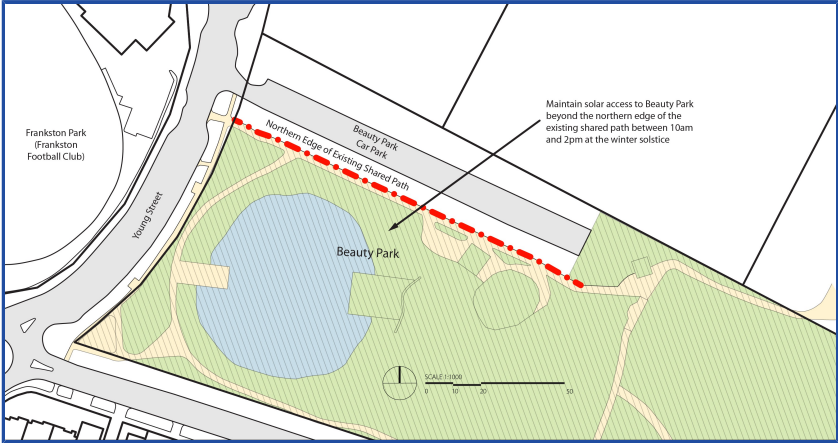 Maintain solar access to Beauty Park
beyond the northern edge of the
existing shared path between 10am
and 2pm at the winter solstice
Beauty Park
Car Park
Northern Edge of Existing Shared Path
Frankston Park
(Frankston
Football Club)
Young Street
Beauty Park
SCALE 1:1000
0 10 20 50